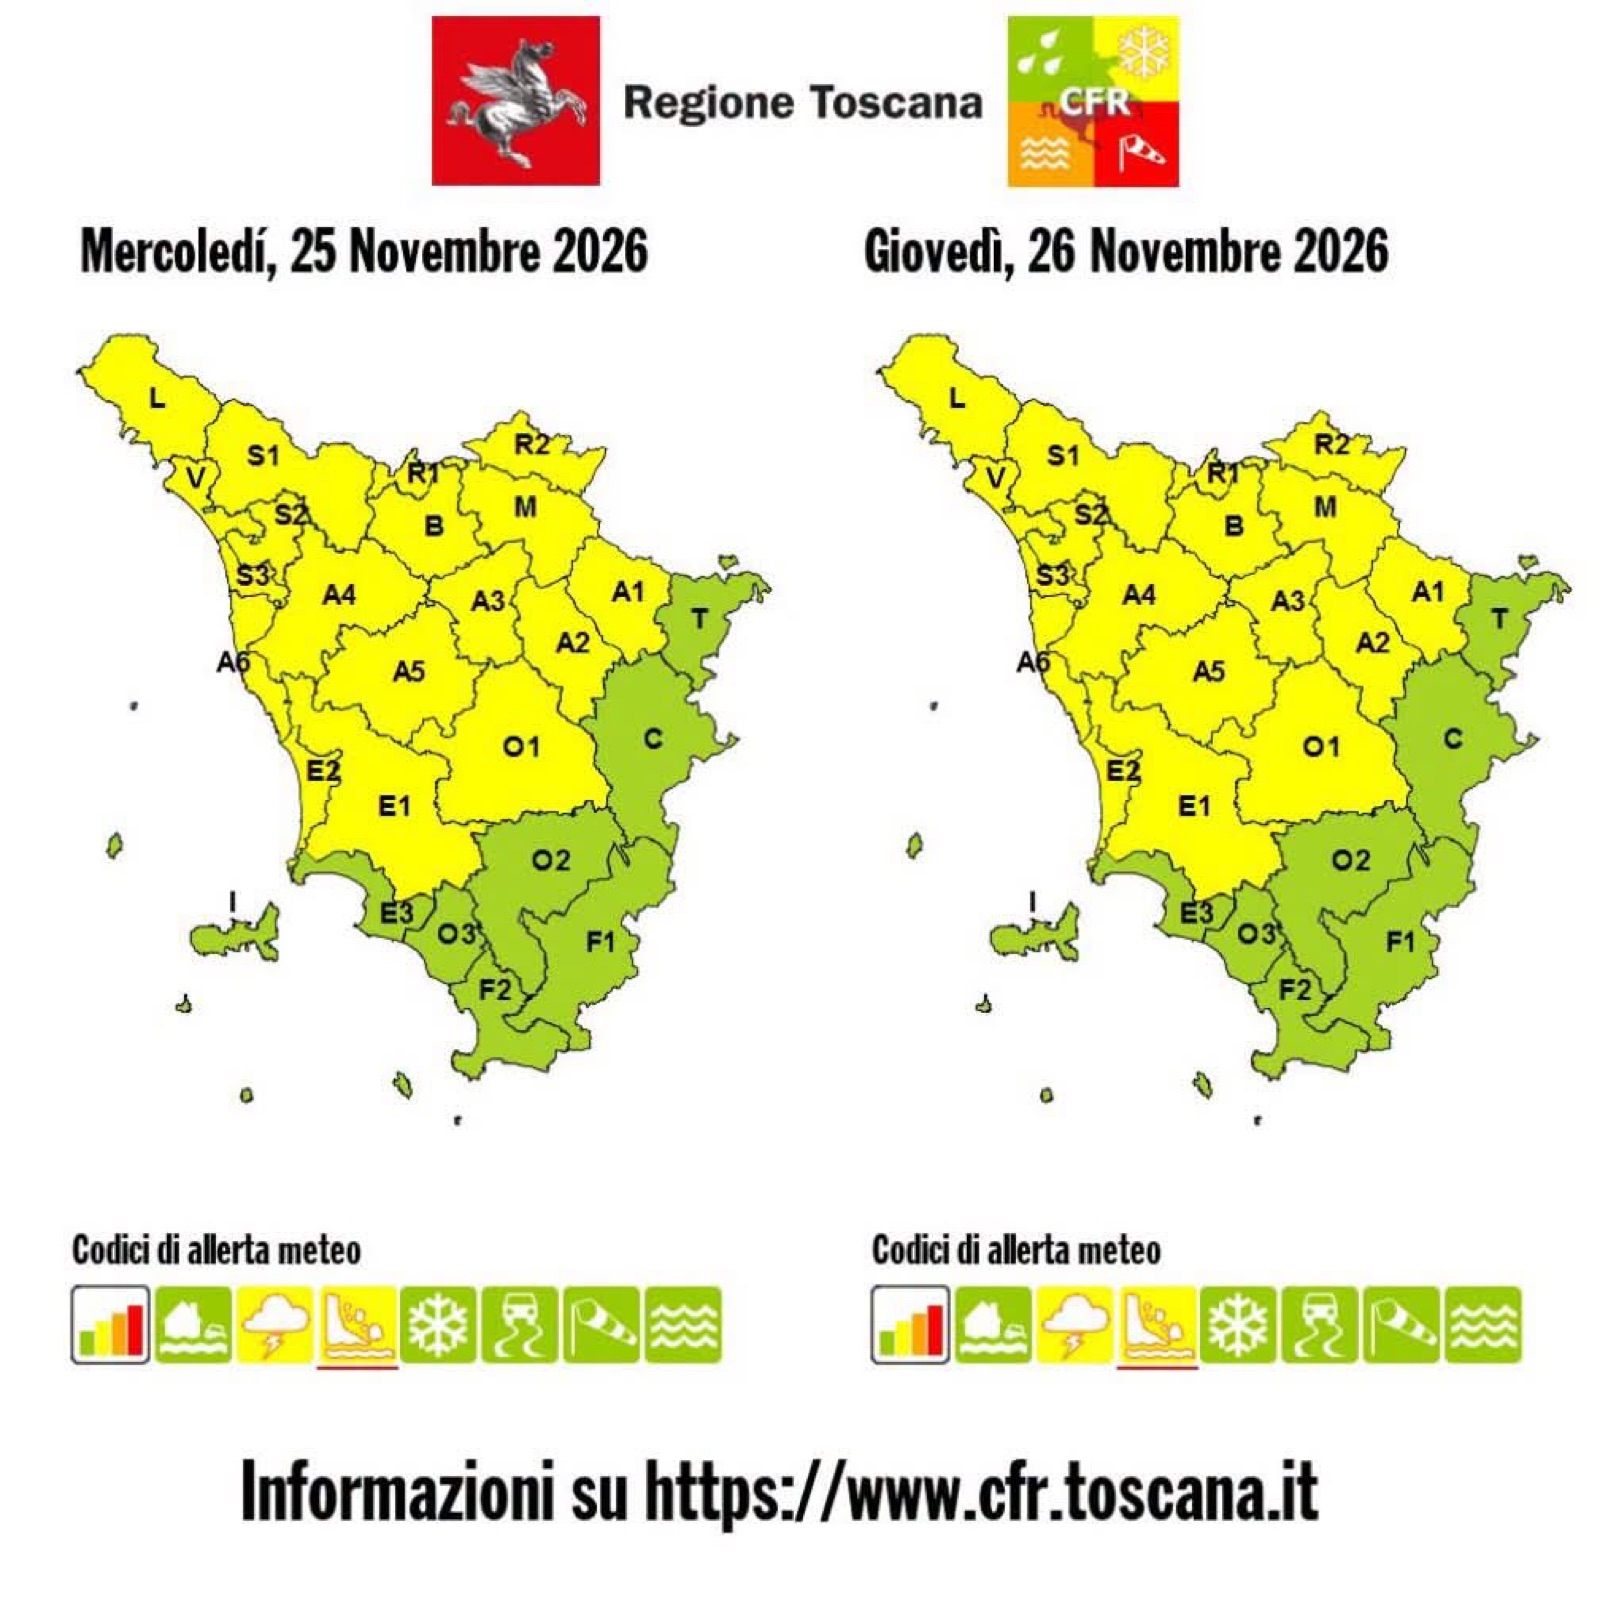 Regione Toscana
CFR
Mercoledí, 25 Novembre 2026
Giovedì, 26 Novembre 2026
L
S1
V
S2
S3
R1
R2
B
M
A4
A3
A1
T
A2
A6
A5
O1
C
E2
E1
O2
I
E3
O3
F1
F2
L
S1
V
S2
S3
R1
R2
B
M
A4
A3
A1
T
A2
A6
A5
O1
C
E2
E1
O2
I
E3
O3
F1
F2
Codici di allerta meteo
Codici di allerta meteo
Informazioni su https://www.cfr.toscana.it